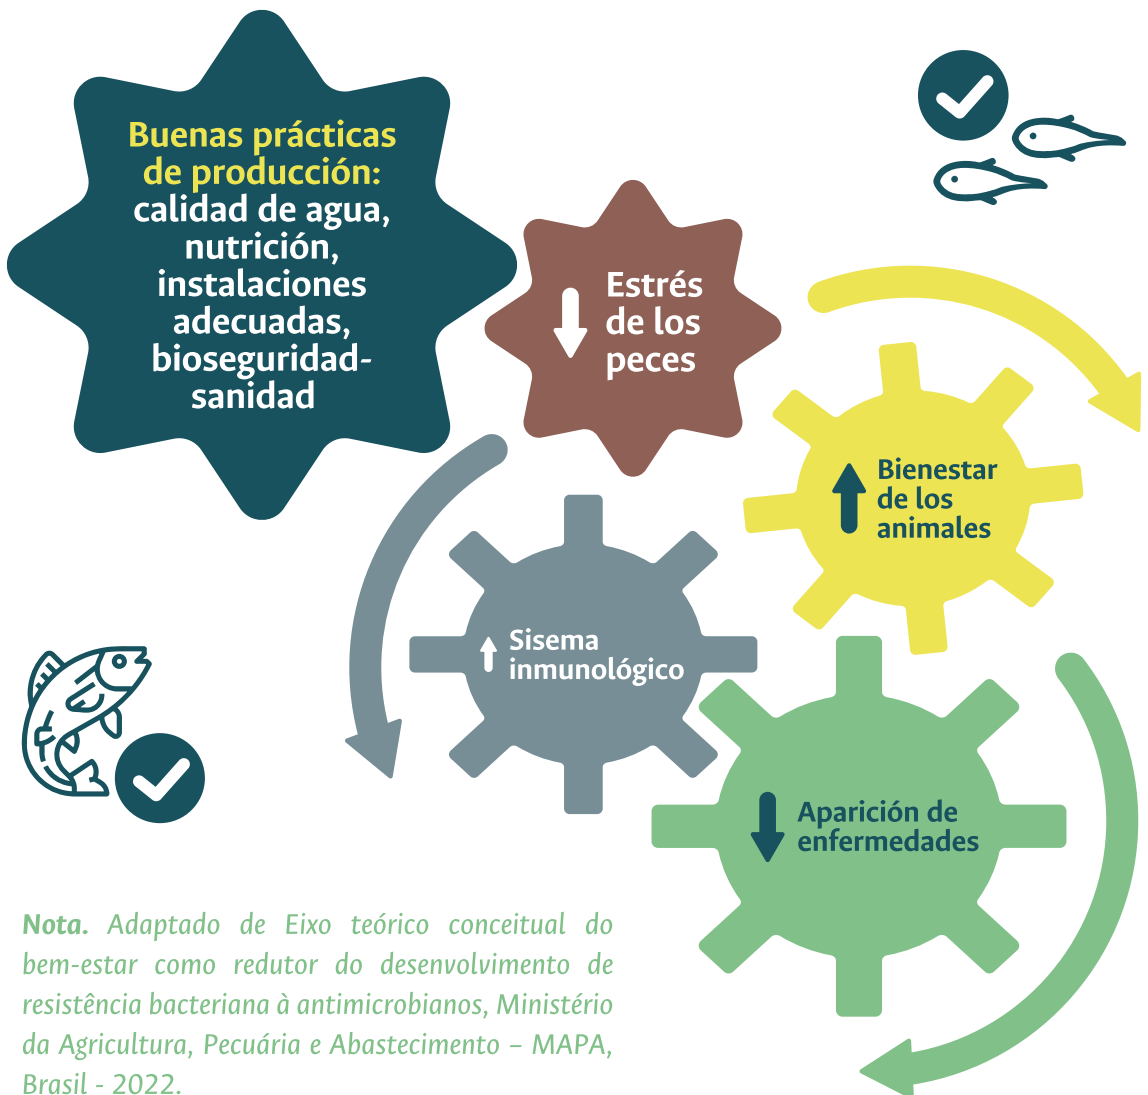 Buenas prácticas
de producción:
calidad de agua,
nutrición,
instalaciones
adecuadas,
bioseguridad-
sanidad
Estrés
de los
peces
Bienestar
de los
animales
Sisema
inmunológico
Aparición de
enfermedades
Nota. Adaptado de Eixo teórico conceitual do
bem-estar como redutor do desenvolvimento de
resistência bacteriana à antimicrobianos, Ministério
da Agricultura, Pecuária e Abastecimento – MAPA,
Brasil - 2022.